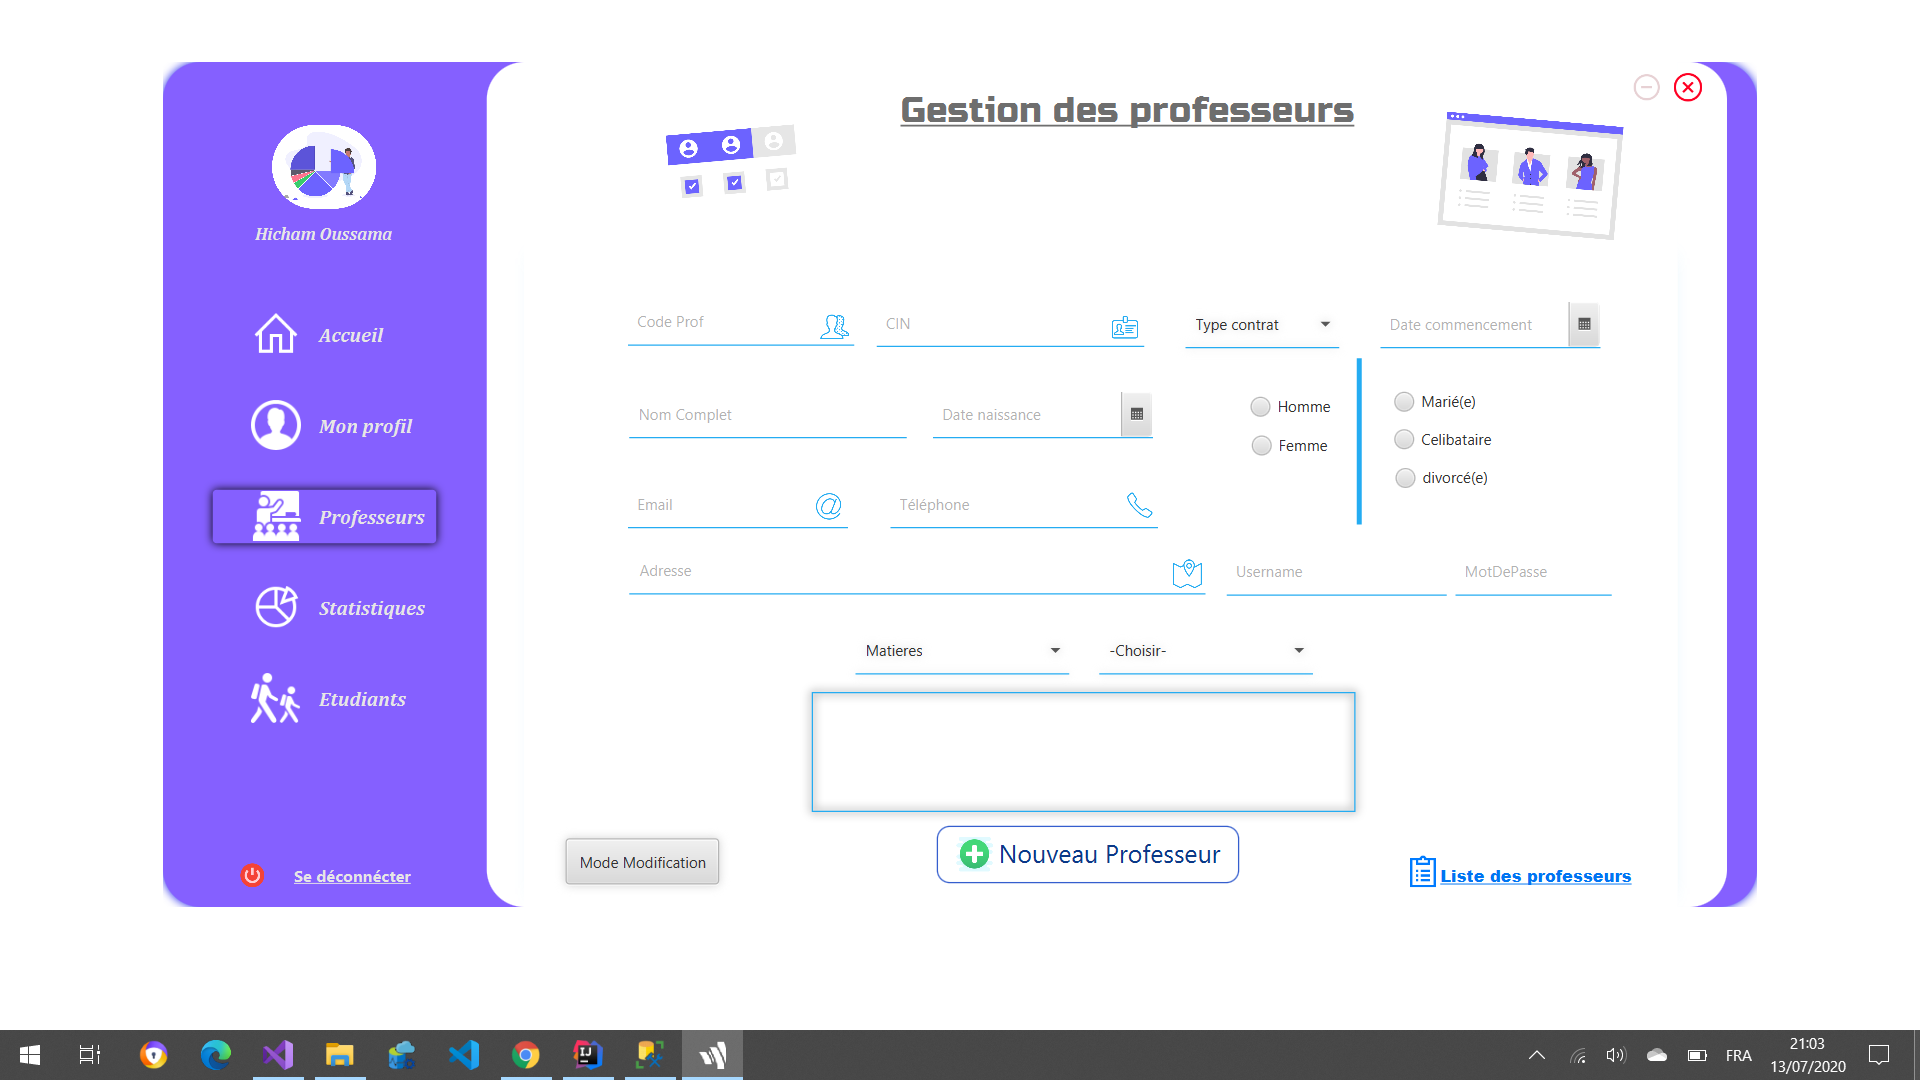 Gestion des professeurs
Hicham Oussama
Accueil
Mon profil
Professeurs
Statistiques
Etudiants
Se déconnécter
Code Prof
CIN
Type contrat
Date commencement
Nom Complet
Date naissance
Homme
Femme
Marié(e)
Celibataire
divorcé(e)
Email
Téléphone
Adresse
Username
MotDePasse
Matieres
-Choisir-
Mode Modification
Nouveau Professeur
Liste des professeurs
FRA
21:03
13/07/2020